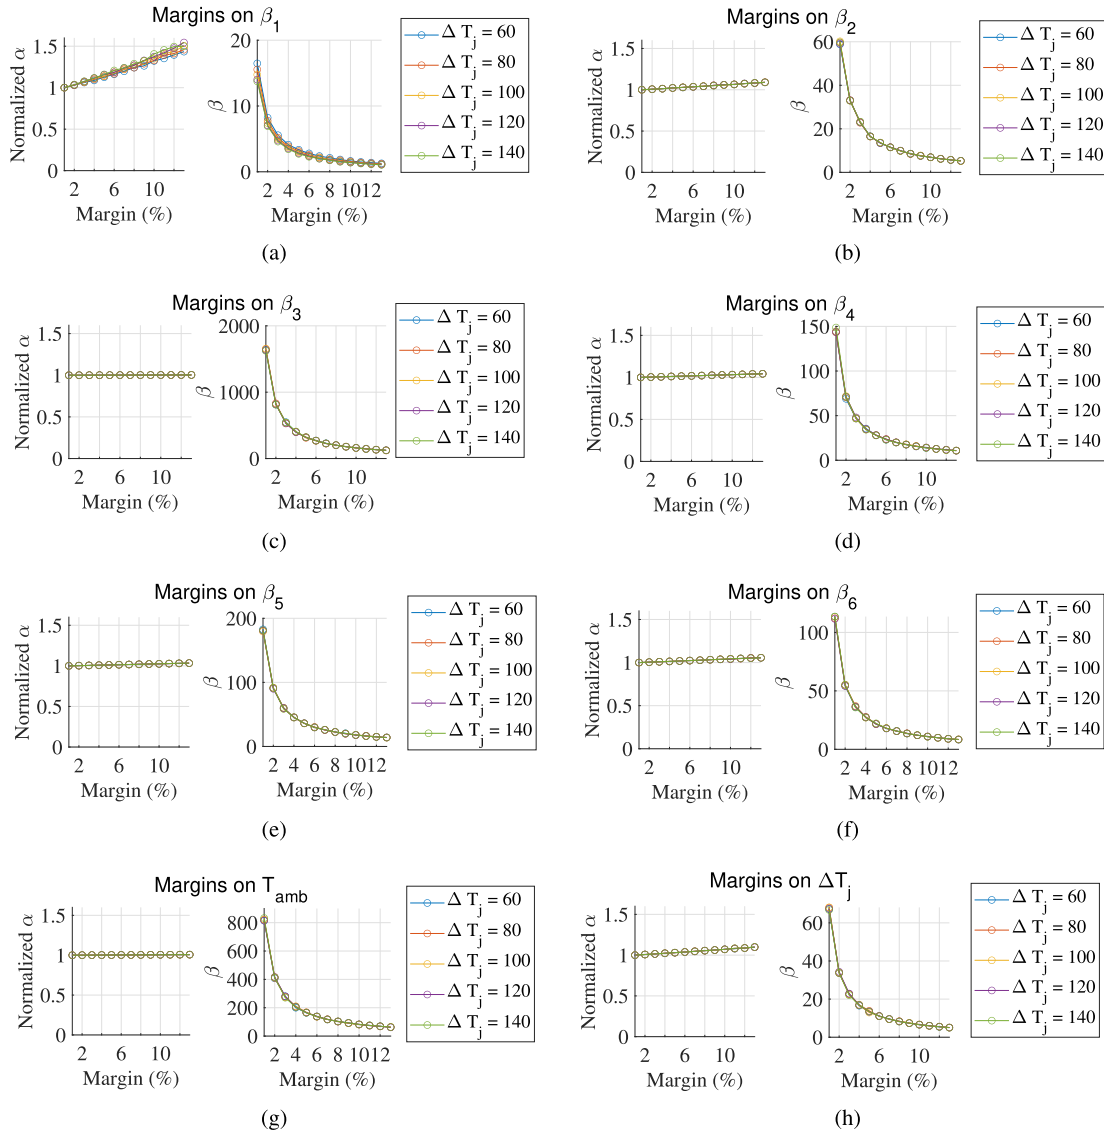 Margins on β1
Normalized α
1.5
1
0.5
0
2 6 10
Margin (%)
β
20
10
0
2 4 6 8 1012
Margin (%)
Δ Tj = 60
Δ Tj = 80
Δ Tj = 100
Δ Tj = 120
Δ Tj = 140
(a)
Margins on β2
Normalized α
1.5
1
0.5
0
2 6 10
Margin (%)
β
60
40
20
0
2 6 10
Margin (%)
Δ Tj = 60
Δ Tj = 80
Δ Tj = 100
Δ Tj = 120
Δ Tj = 140
(b)
Margins on β3
Normalized α
1.5
1
0.5
0
2 6 10
Margin (%)
β
2000
1000
0
2 6 10
Margin (%)
Δ Tj = 60
Δ Tj = 80
Δ Tj = 100
Δ Tj = 120
Δ Tj = 140
(c)
Margins on β4
Normalized α
1.5
1
0.5
0
2 6 10
Margin (%)
β
150
100
50
0
2 6 10
Margin (%)
Δ Tj = 60
Δ Tj = 80
Δ Tj = 100
Δ Tj = 120
Δ Tj = 140
(d)
Margins on β5
Normalized α
1.5
1
0.5
0
2 6 10
Margin (%)
β
200
100
0
2 4 6 8 1012
Margin (%)
Δ Tj = 60
Δ Tj = 80
Δ Tj = 100
Δ Tj = 120
Δ Tj = 140
(e)
Margins on β6
Normalized α
1.5
1
0.5
0
2 6 10
Margin (%)
β
100
50
0
2 4 6 8 1012
Margin (%)
Δ Tj = 60
Δ Tj = 80
Δ Tj = 100
Δ Tj = 120
Δ Tj = 140
(f)
Margins on Tamb
Normalized α
1.5
1
0.5
0
2 6 10
Margin (%)
β
800
600
400
200
0
2 4 6 8 1012
Margin (%)
Δ Tj = 60
Δ Tj = 80
Δ Tj = 100
Δ Tj = 120
Δ Tj = 140
(g)
Margins on ΔTj
Normalized α
1.5
1
0.5
0
2 6 10
Margin (%)
β
60
40
20
0
2 6 10
Margin (%)
Δ Tj = 60
Δ Tj = 80
Δ Tj = 100
Δ Tj = 120
Δ Tj = 140
(h)